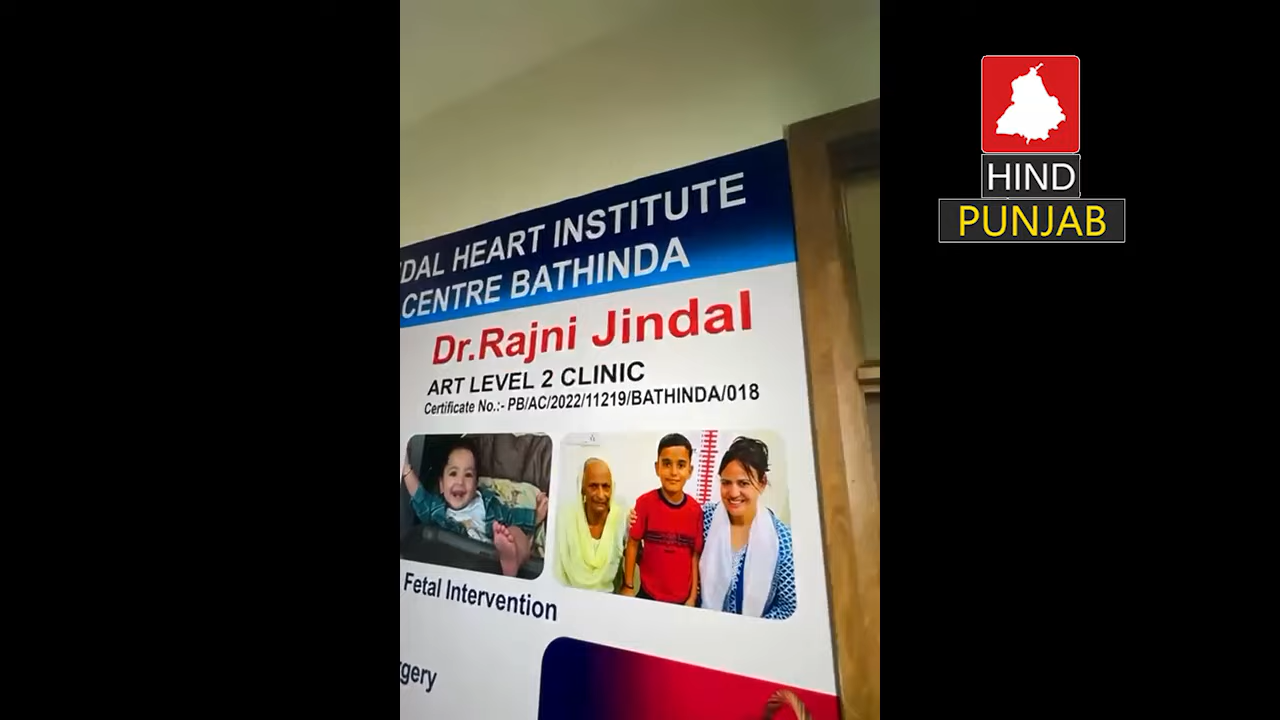 DAL HEART INSTITUTE
CENTRE BATHINDA
Dr.Rajni Jindal
ART LEVEL 2 CLINIC
Certificate No.:- PB/AC/2022/11219/BATHINDA/018
Fetal Intervention
gery
HIND
PUNJAB